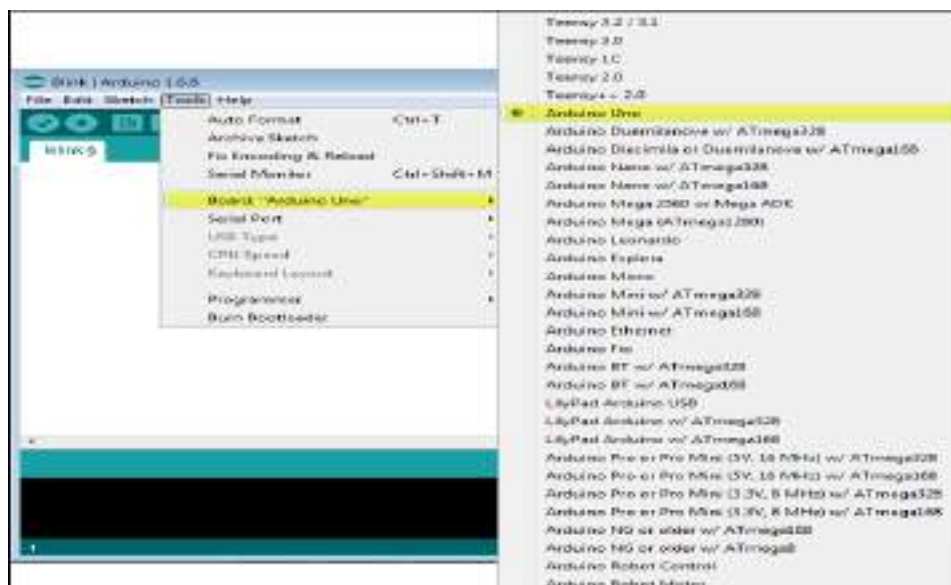 Blink | Arduino 1.6.6
File Edit Sketch Tools Help
Auto Format Ctrl+T
Archive Sketch
Fix Encoding & Reload
Serial Monitor Ctrl+Shift+M
Board: "Arduino Uno"
Serial Port
USB Type
CPU Speed
Keyboard Layout
Programmer
Burn Bootloader
1
Teensy 3.2 / 3.1
Teensy 3.0
Teensy LC
Teensy 2.0
Teensy++ 2.0
Arduino Uno
Arduino Duemilanove w/ ATmega328
Arduino Diecimila or Duemilanove w/ ATmega168
Arduino Nano w/ ATmega328
Arduino Nano w/ ATmega168
Arduino Mega 2560 or Mega ADK
Arduino Mega (ATmega1280)
Arduino Leonardo
Arduino Esplora
Arduino Micro
Arduino Mini w/ ATmega328
Arduino Mini w/ ATmega168
Arduino Ethernet
Arduino Fio
Arduino BT w/ ATmega328
Arduino BT w/ ATmega168
LilyPad Arduino USB
LilyPad Arduino w/ ATmega328
LilyPad Arduino w/ ATmega168
Arduino Pro or Pro Mini (5V, 16 MHz) w/ ATmega328
Arduino Pro or Pro Mini (5V, 16 MHz) w/ ATmega168
Arduino Pro or Pro Mini (3.3V, 8 MHz) w/ ATmega328
Arduino Pro or Pro Mini (3.3V, 8 MHz) w/ ATmega168
Arduino NG or older w/ ATmega168
Arduino NG or older w/ ATmega8
Arduino Robot Control
Arduino Robot Motor